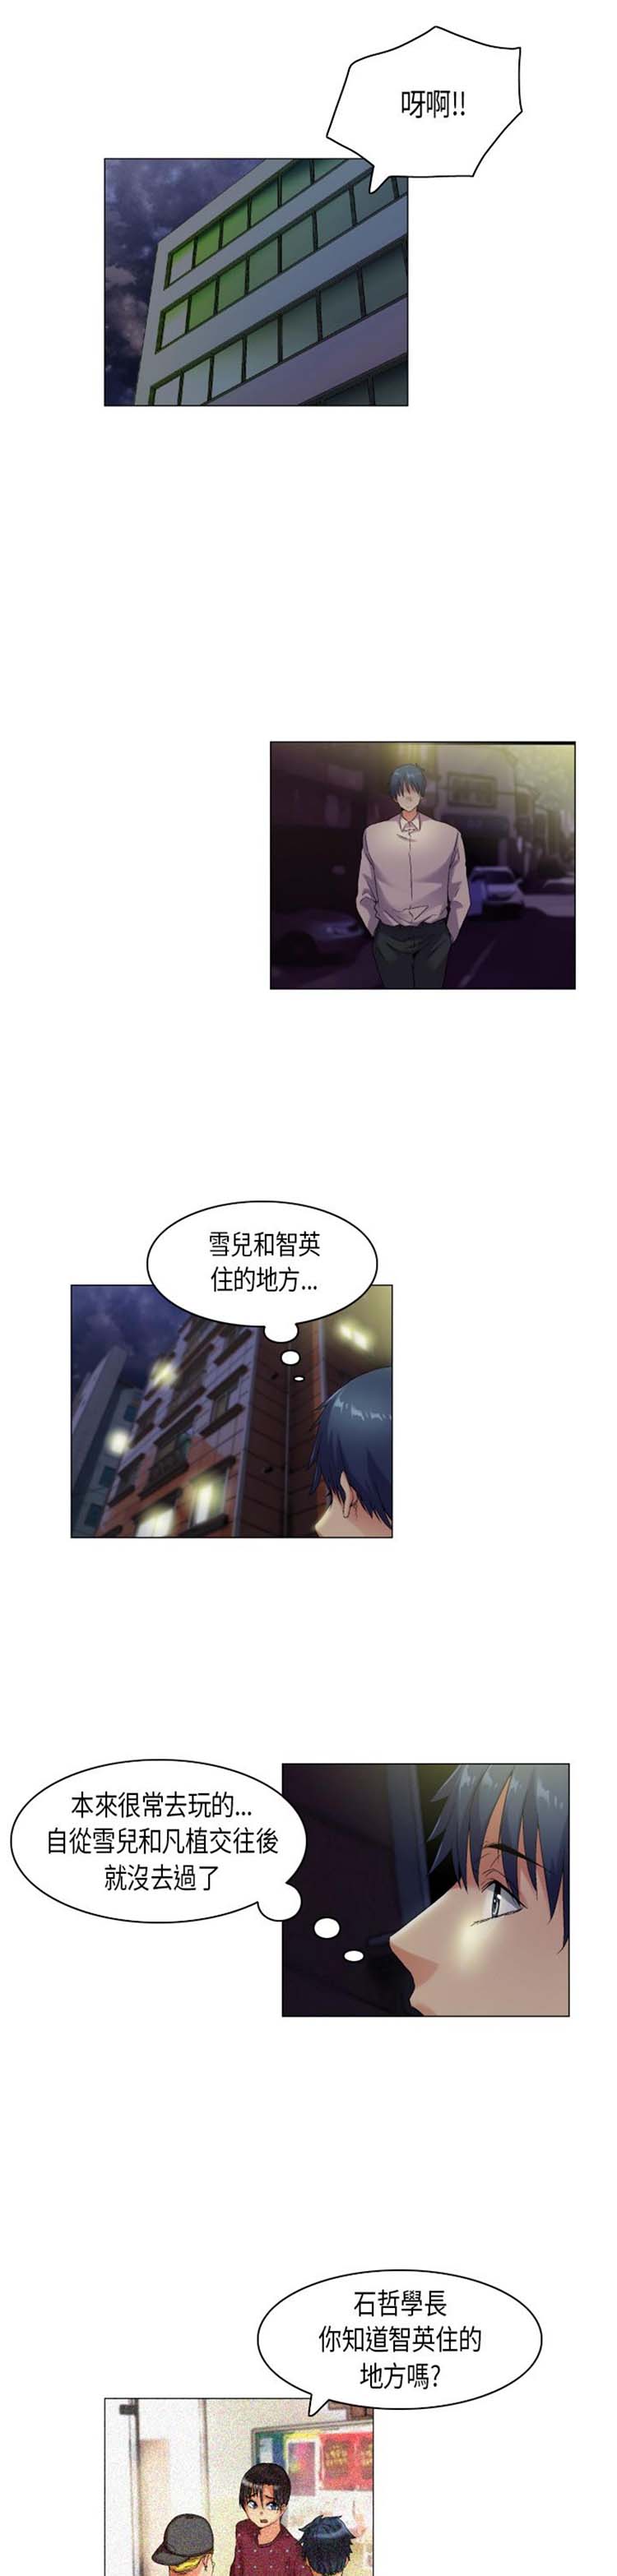 呀啊!!
雪兒和智英
住的地方...
本來很常去玩的...
自從雪兒和凡植交往後
就沒去過了
石哲學長
你知道智英住的
地方嗎?